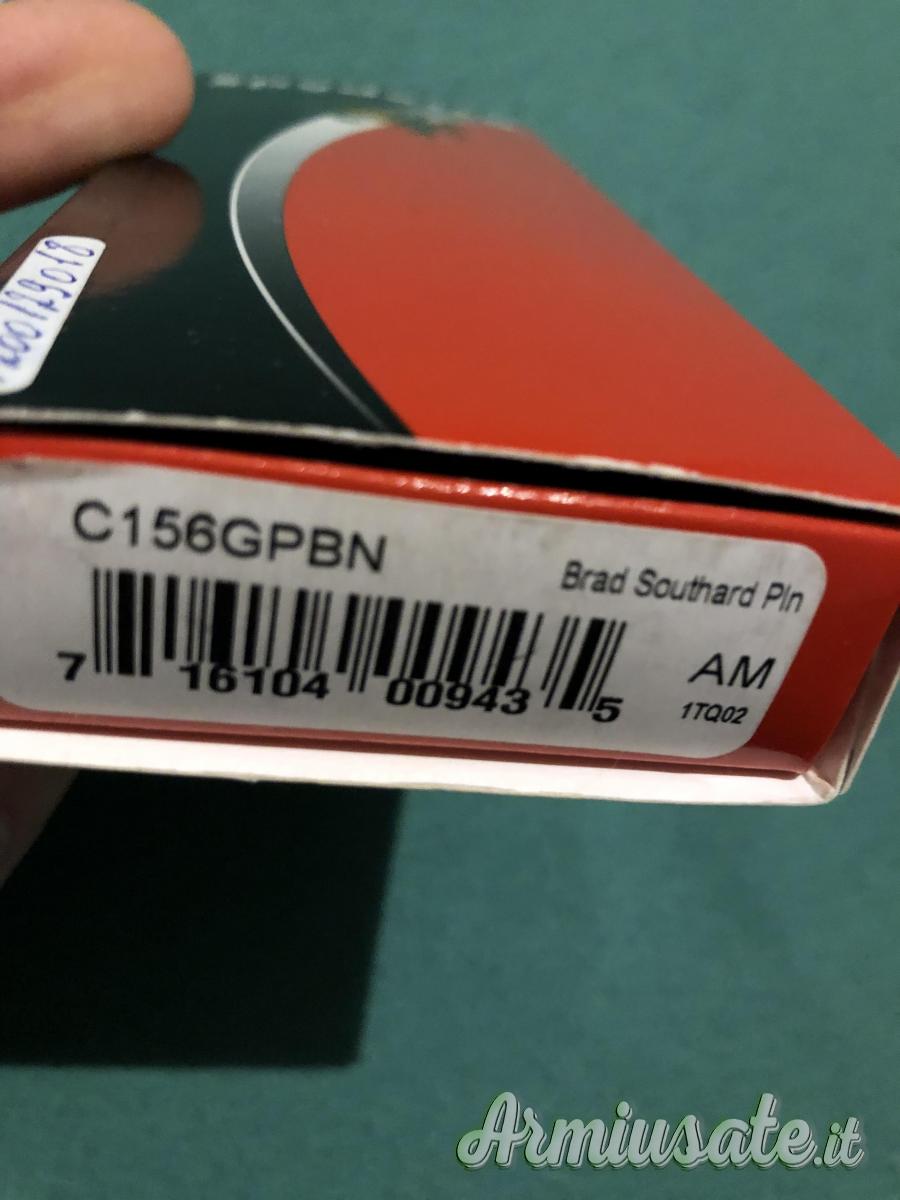 C156GPBN
Brad Southard Pln
7 16104 00943 5
AM
1TQ02
Armiusate.it